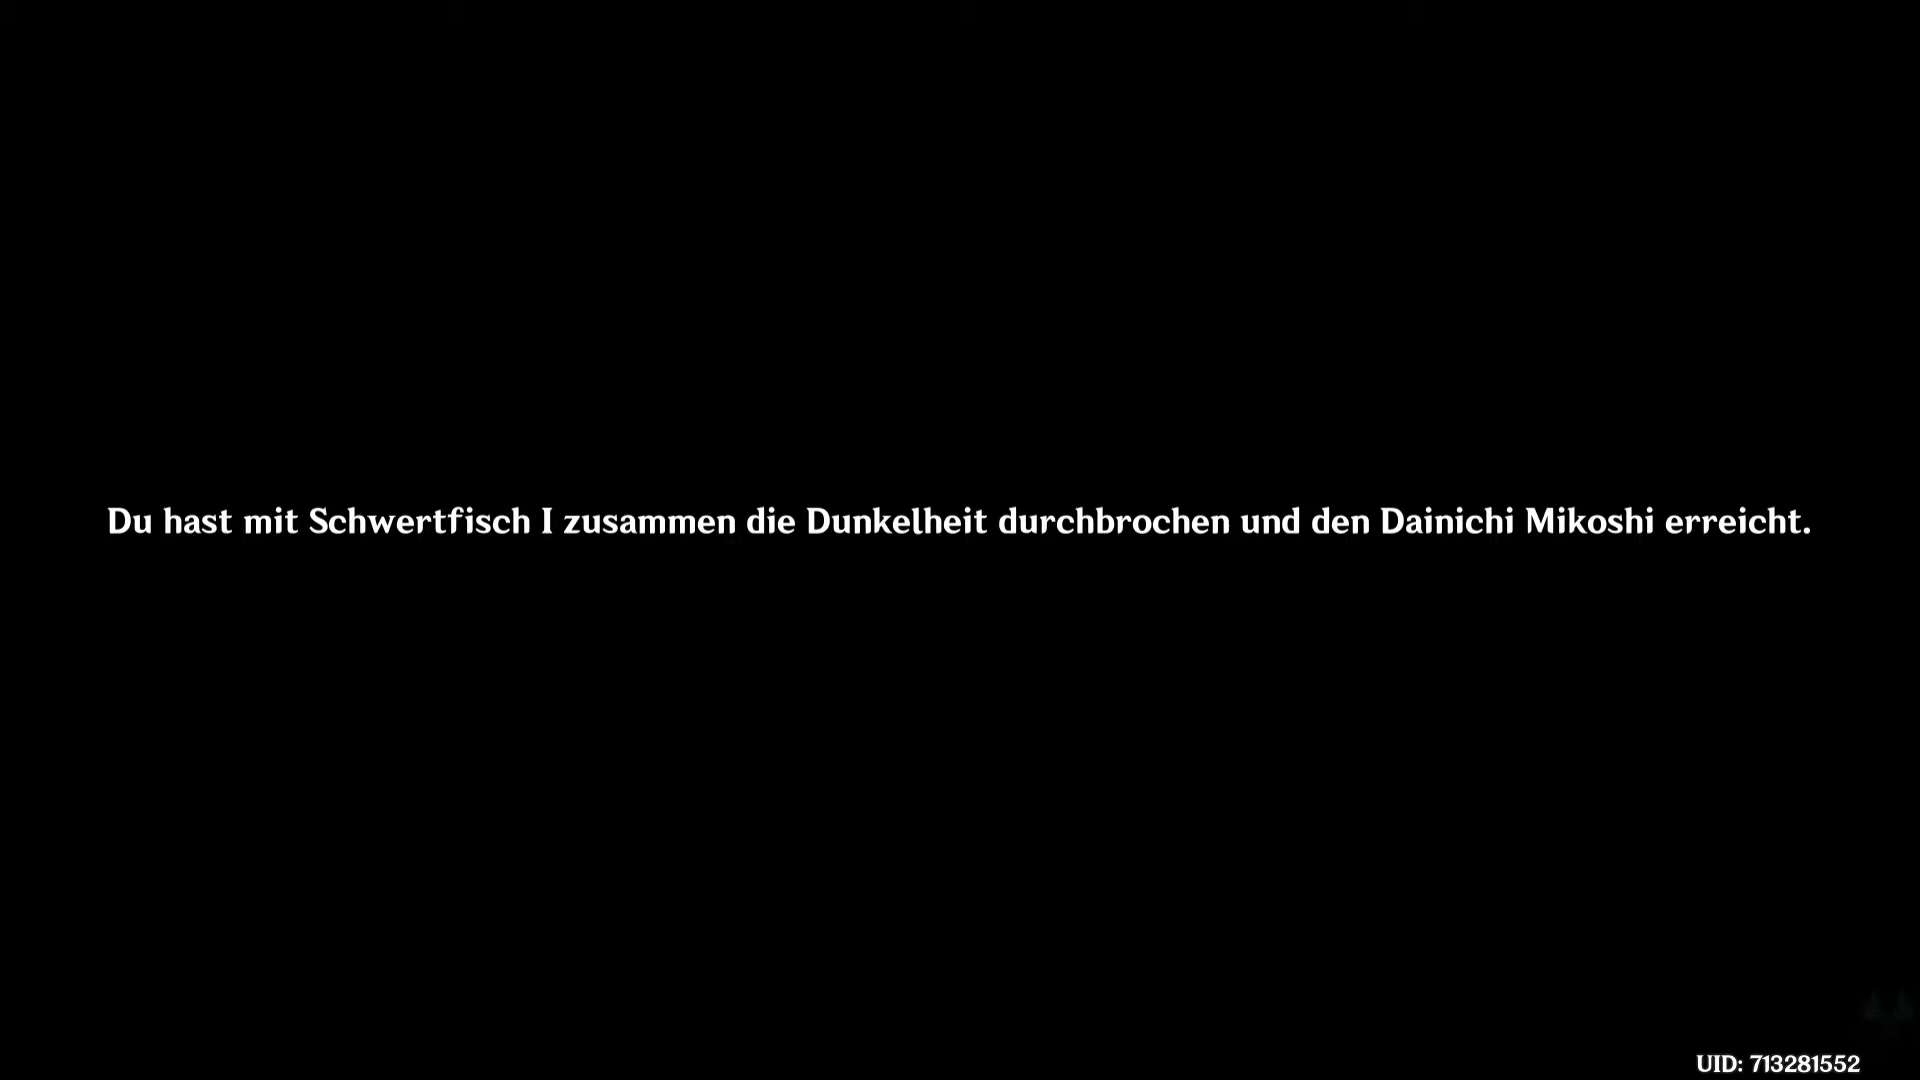 Du hast mit Schwertfisch I zusammen die Dunkelheit durchbrochen und den Dainichi Mikoshi erreicht.
UID: 713281552